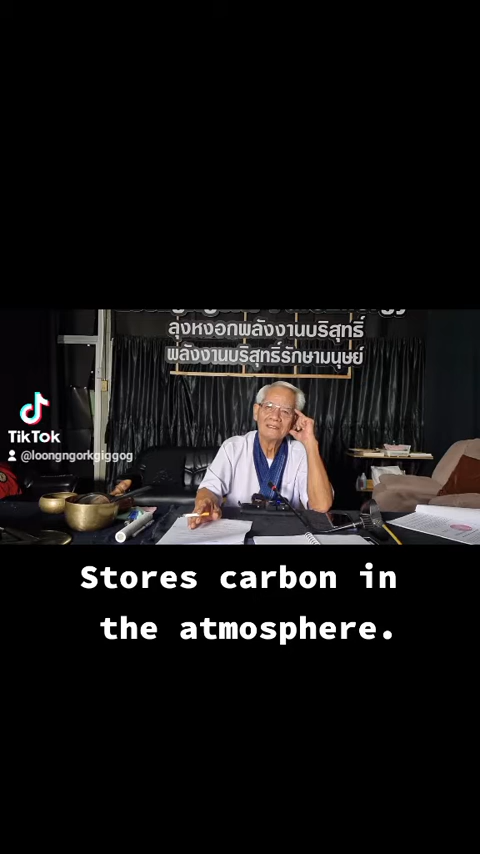 ลุงหงอกพลังงานบริสุทธิ์
พลังงานบริสุทธิ์รักษามนุษย์
TikTok
@loongngorkgiggog
Stores carbon in
the atmosphere.